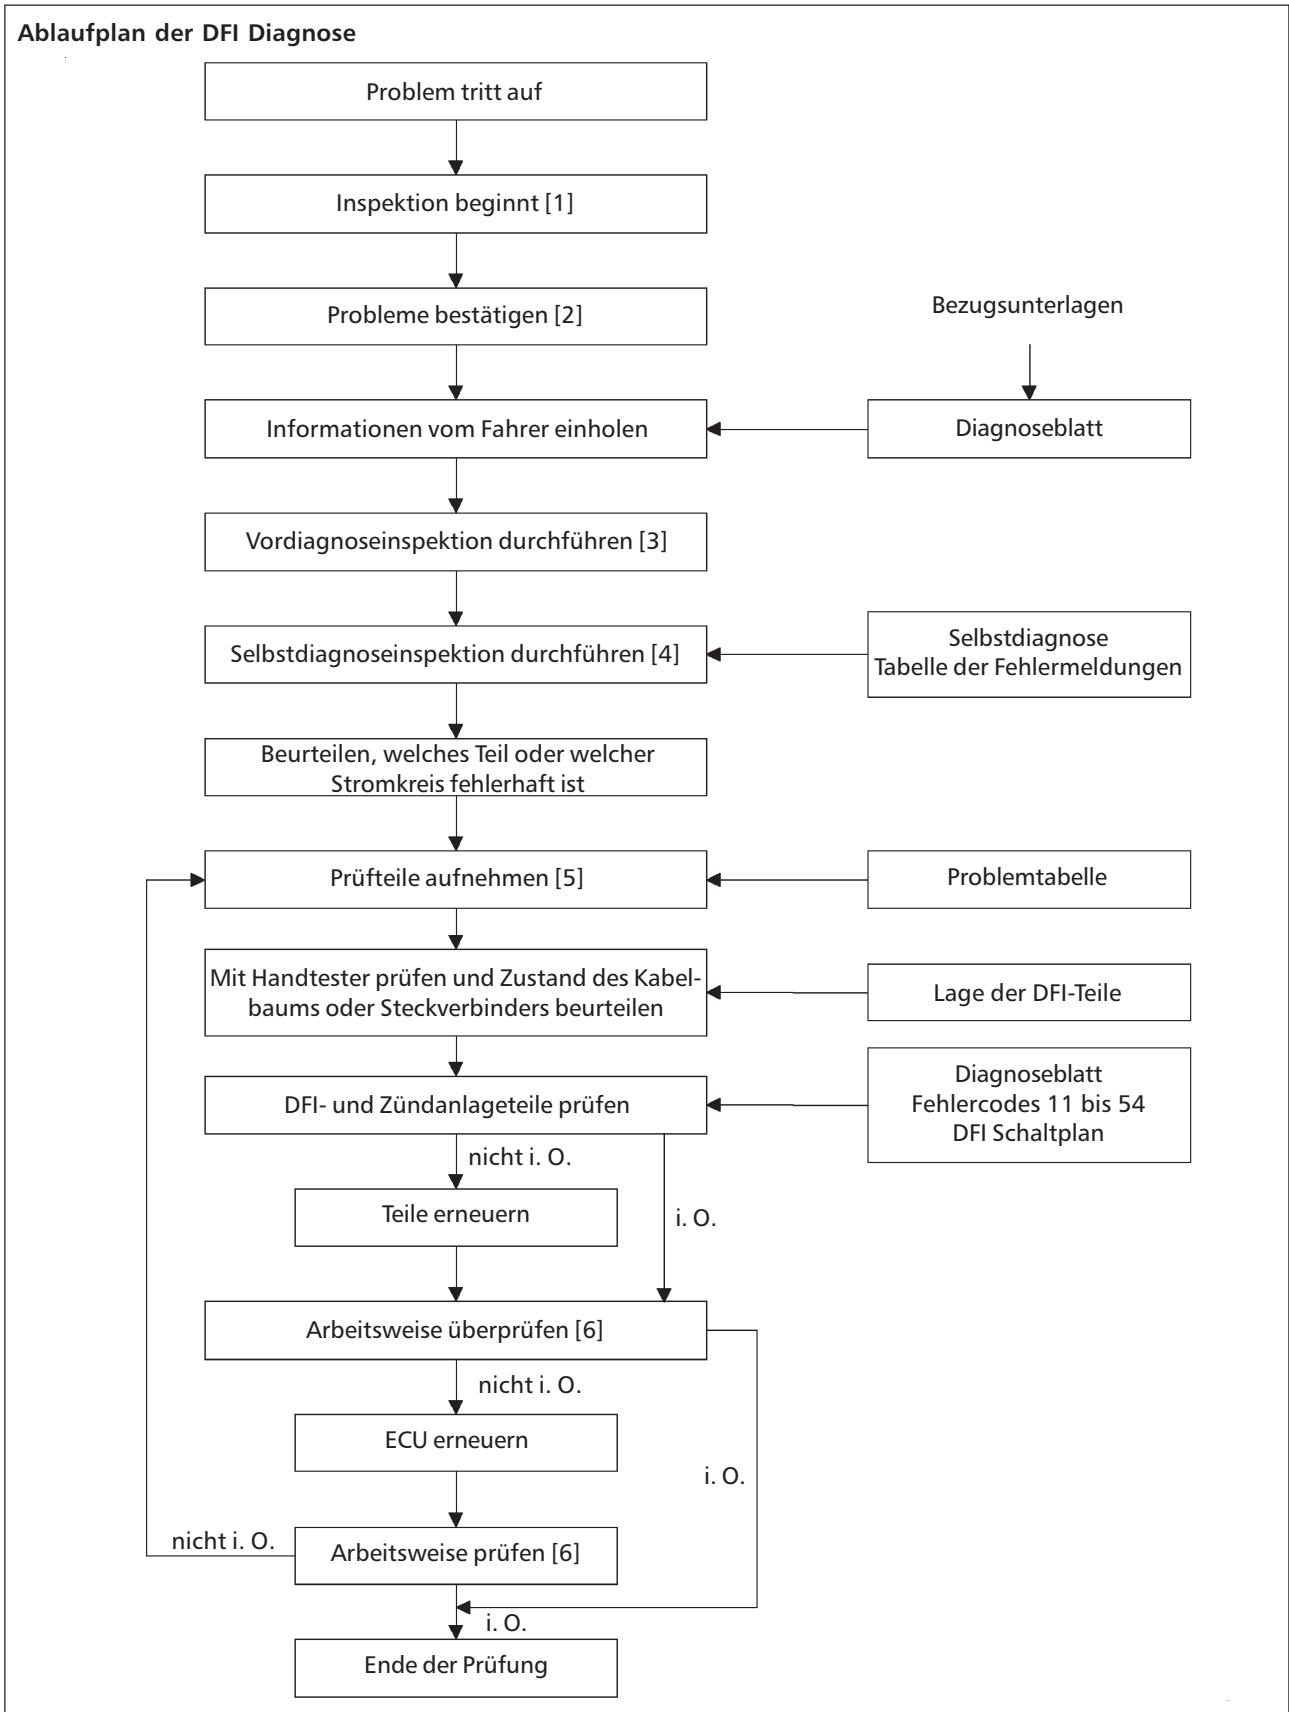 Ablaufplan der DFI Diagnose
Problem tritt auf
Inspektion beginnt [1]
Probleme bestätigen [2]
Bezugsunterlagen
Informationen vom Fahrer einholen
Diagnoseblatt
Vordiagnoseinspektion durchführen [3]
Selbstdiagnoseinspektion durchführen [4]
Selbstdiagnose
Tabelle der Fehlermeldungen
Beurteilen, welches Teil oder welcher
Stromkreis fehlerhaft ist
Prüfteile aufnehmen [5]
Problemtabelle
Mit Handtester prüfen und Zustand des Kabel-
baums oder Steckverbinders beurteilen
Lage der DFI-Teile
DFI- und Zündanlageteile prüfen
Diagnoseblatt
Fehlercodes 11 bis 54
DFI Schaltplan
nicht i. O.
Teile erneuern
i. O.
Arbeitsweise überprüfen [6]
nicht i. O.
ECU erneuern
i. O.
nicht i. O.
Arbeitsweise prüfen [6]
i. O.
Ende der Prüfung